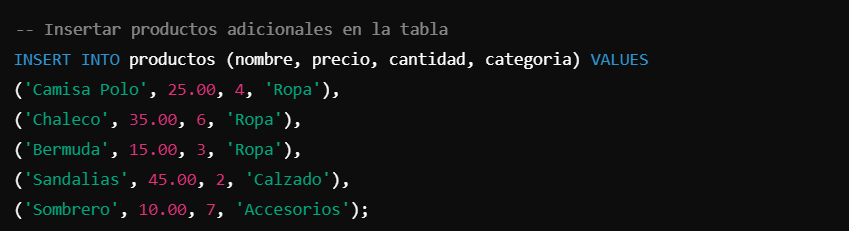 -- Insertar productos adicionales en la tabla
INSERT INTO productos (nombre, precio, cantidad, categoria) VALUES
('Camisa Polo', 25.00, 4, 'Ropa'),
('Chaleco', 35.00, 6, 'Ropa'),
('Bermuda', 15.00, 3, 'Ropa'),
('Sandalias', 45.00, 2, 'Calzado'),
('Sombrero', 10.00, 7, 'Accesorios');